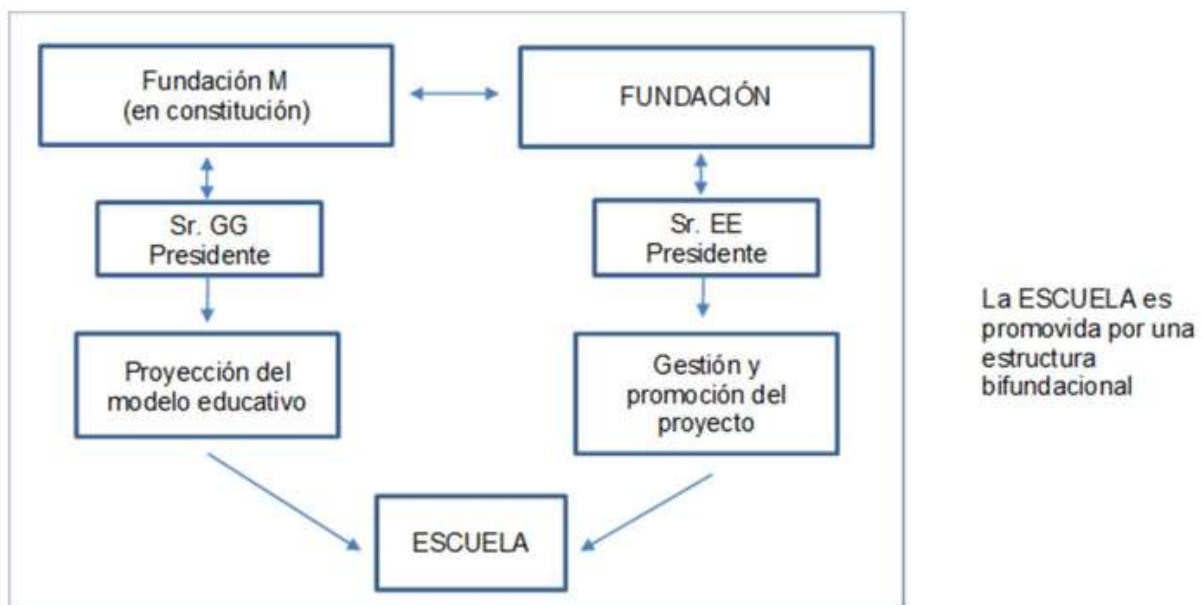 Fundación M
(en constitución)
FUNDACIÓN
Sr. GG
Presidente
Sr. EE
Presidente
Proyección del
modelo educativo
Gestión y
promoción del
proyecto
ESCUELA
La ESCUELA es
promovida por una
estructura
bifundacional